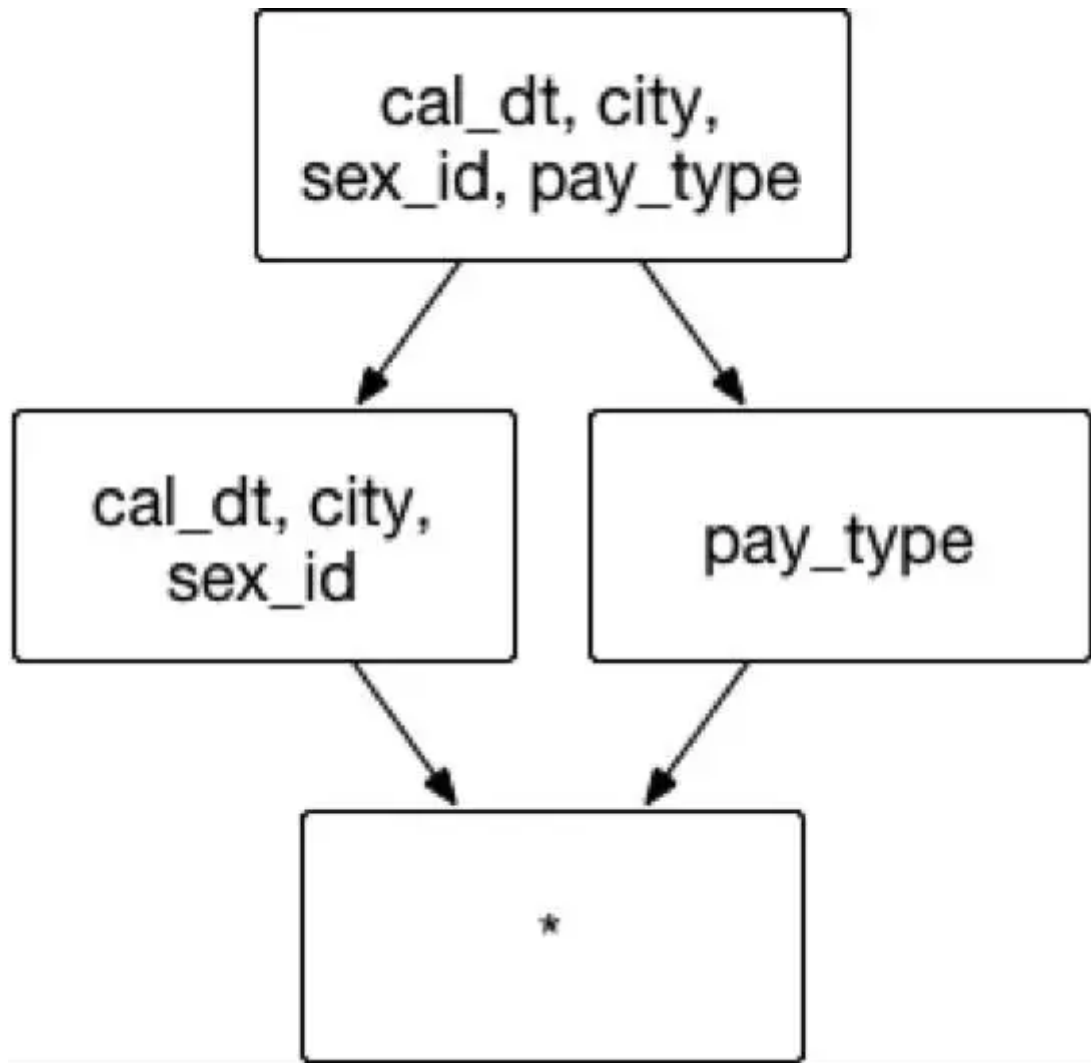 cal_dt, city,
sex_id, pay_type
cal_dt, city,
sex_id
pay_type
*